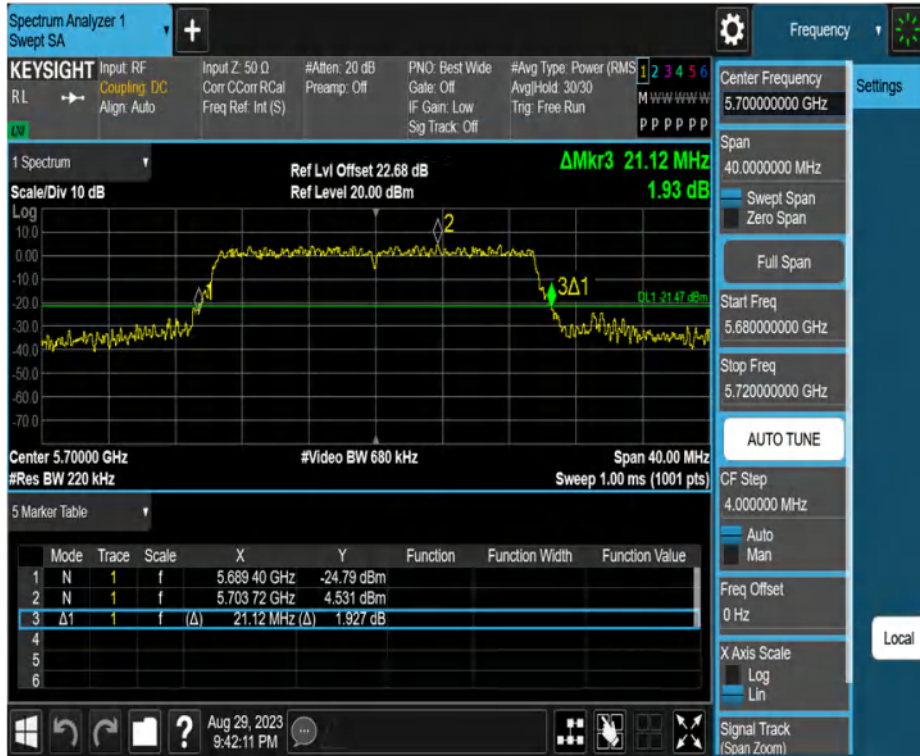 Spectrum Analyzer 1
Swept SA
+
Frequency
KEYSIGHT
RL
LXI
Input: RF
Coupling: DC
Align: Auto
Input Z: 50 Ω
Corr CCorr RCal
Freq Ref: Int (S)
#Atten: 20 dB
Preamp: Off
PNO: Best Wide
Gate: Off
IF Gain: Low
Sig Track: Off
#Avg Type: Power (RMS
Avg|Hold: 30/30
Trig: Free Run
1 2 3 4 5 6
M W W W W W
P P P P P P
1 Spectrum
Scale/Div 10 dB
Ref Lvl Offset 22.68 dB
Ref Level 20.00 dBm
ΔMkr3 21.12 MHz
1.93 dB
Log
10.0
0.00
-10.0
-20.0
-30.0
-40.0
-50.0
-60.0
-70.0
2
3Δ1
DL1 -21.47 dBm
Center 5.70000 GHz
#Video BW 680 kHz
Span 40.00 MHz
#Res BW 220 kHz
Sweep 1.00 ms (1001 pts)
5 Marker Table
Mode Trace Scale X Y Function Function Width Function Value
1 N 1 f 5.689 40 GHz -24.79 dBm
2 N 1 f 5.703 72 GHz 4.531 dBm
3 Δ1 1 f (Δ) 21.12 MHz (Δ) 1.927 dB
4
5
6
Aug 29, 2023
9:42:11 PM
?
Center Frequency
5.700000000 GHz
Span
40.0000000 MHz
Swept Span
Zero Span
Full Span
Start Freq
5.680000000 GHz
Stop Freq
5.720000000 GHz
AUTO TUNE
CF Step
4.000000 MHz
Auto
Man
Freq Offset
0 Hz
X Axis Scale
Log
Lin
Signal Track
(Span Zoom)
Settings
Local